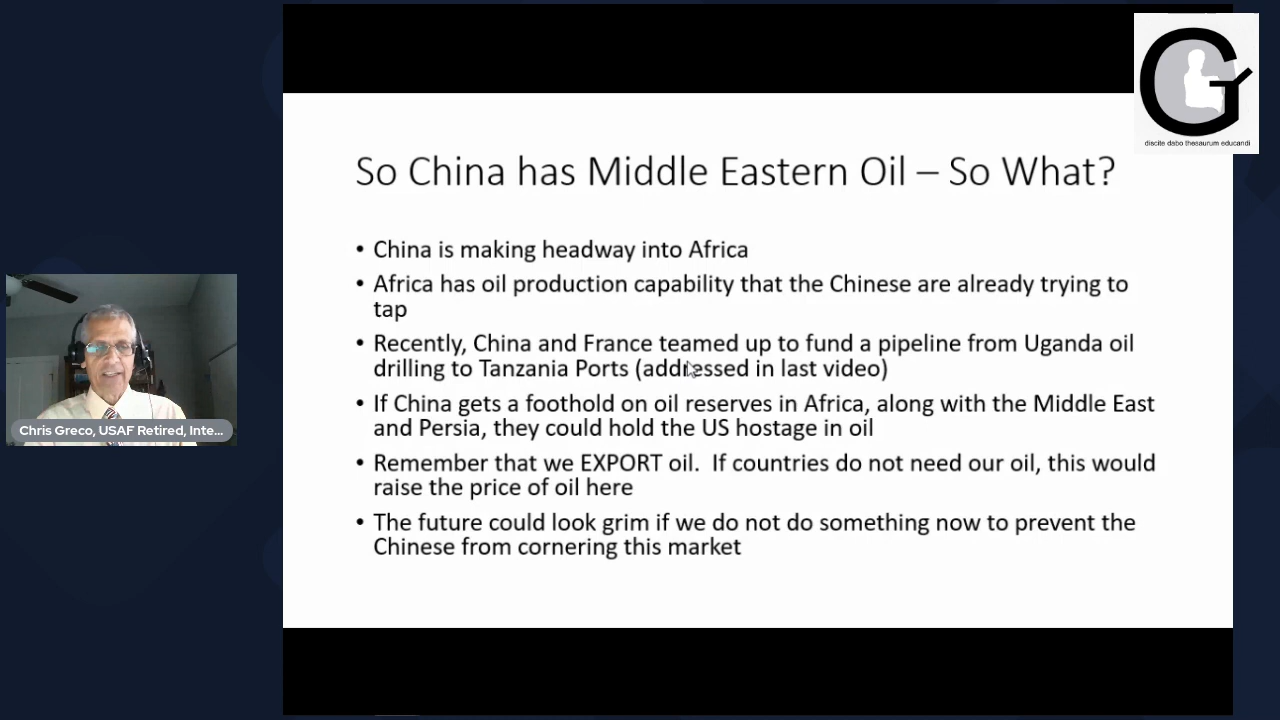 discite dabo thesaurum educandi
So China has Middle Eastern Oil – So What?
• China is making headway into Africa
• Africa has oil production capability that the Chinese are already trying to
tap
• Recently, China and France teamed up to fund a pipeline from Uganda oil
drilling to Tanzania Ports (addressed in last video)
• If China gets a foothold on oil reserves in Africa, along with the Middle East
and Persia, they could hold the US hostage in oil
• Remember that we EXPORT oil.  If countries do not need our oil, this would
raise the price of oil here
• The future could look grim if we do not do something now to prevent the
Chinese from cornering this market
Chris Greco, USAF Retired, Inte...